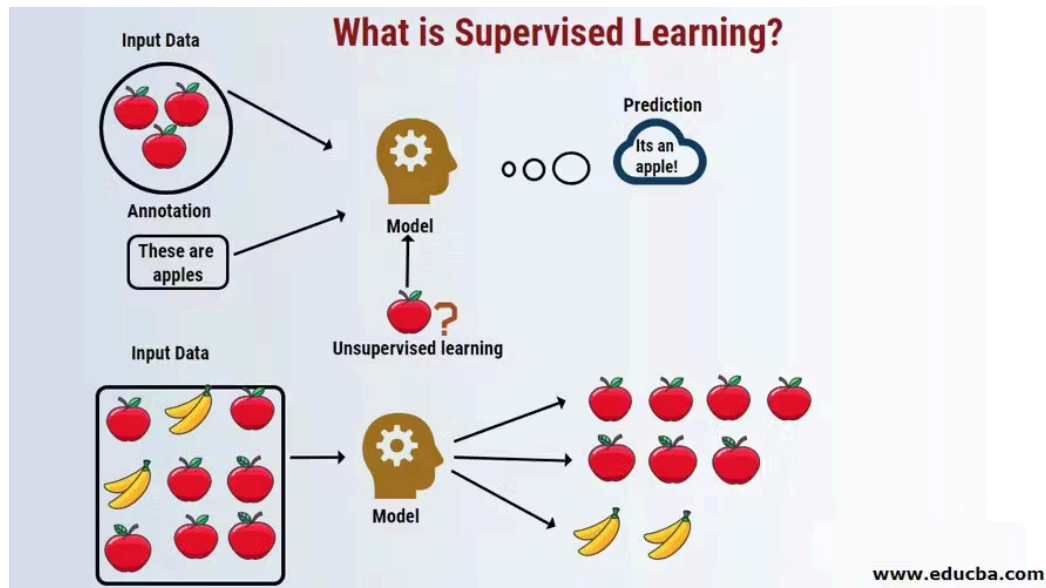 What is Supervised Learning?
Input Data
Annotation
These are
apples
Model
Prediction
Its an
apple!
?
Unsupervised learning
Input Data
Model
www.educba.com